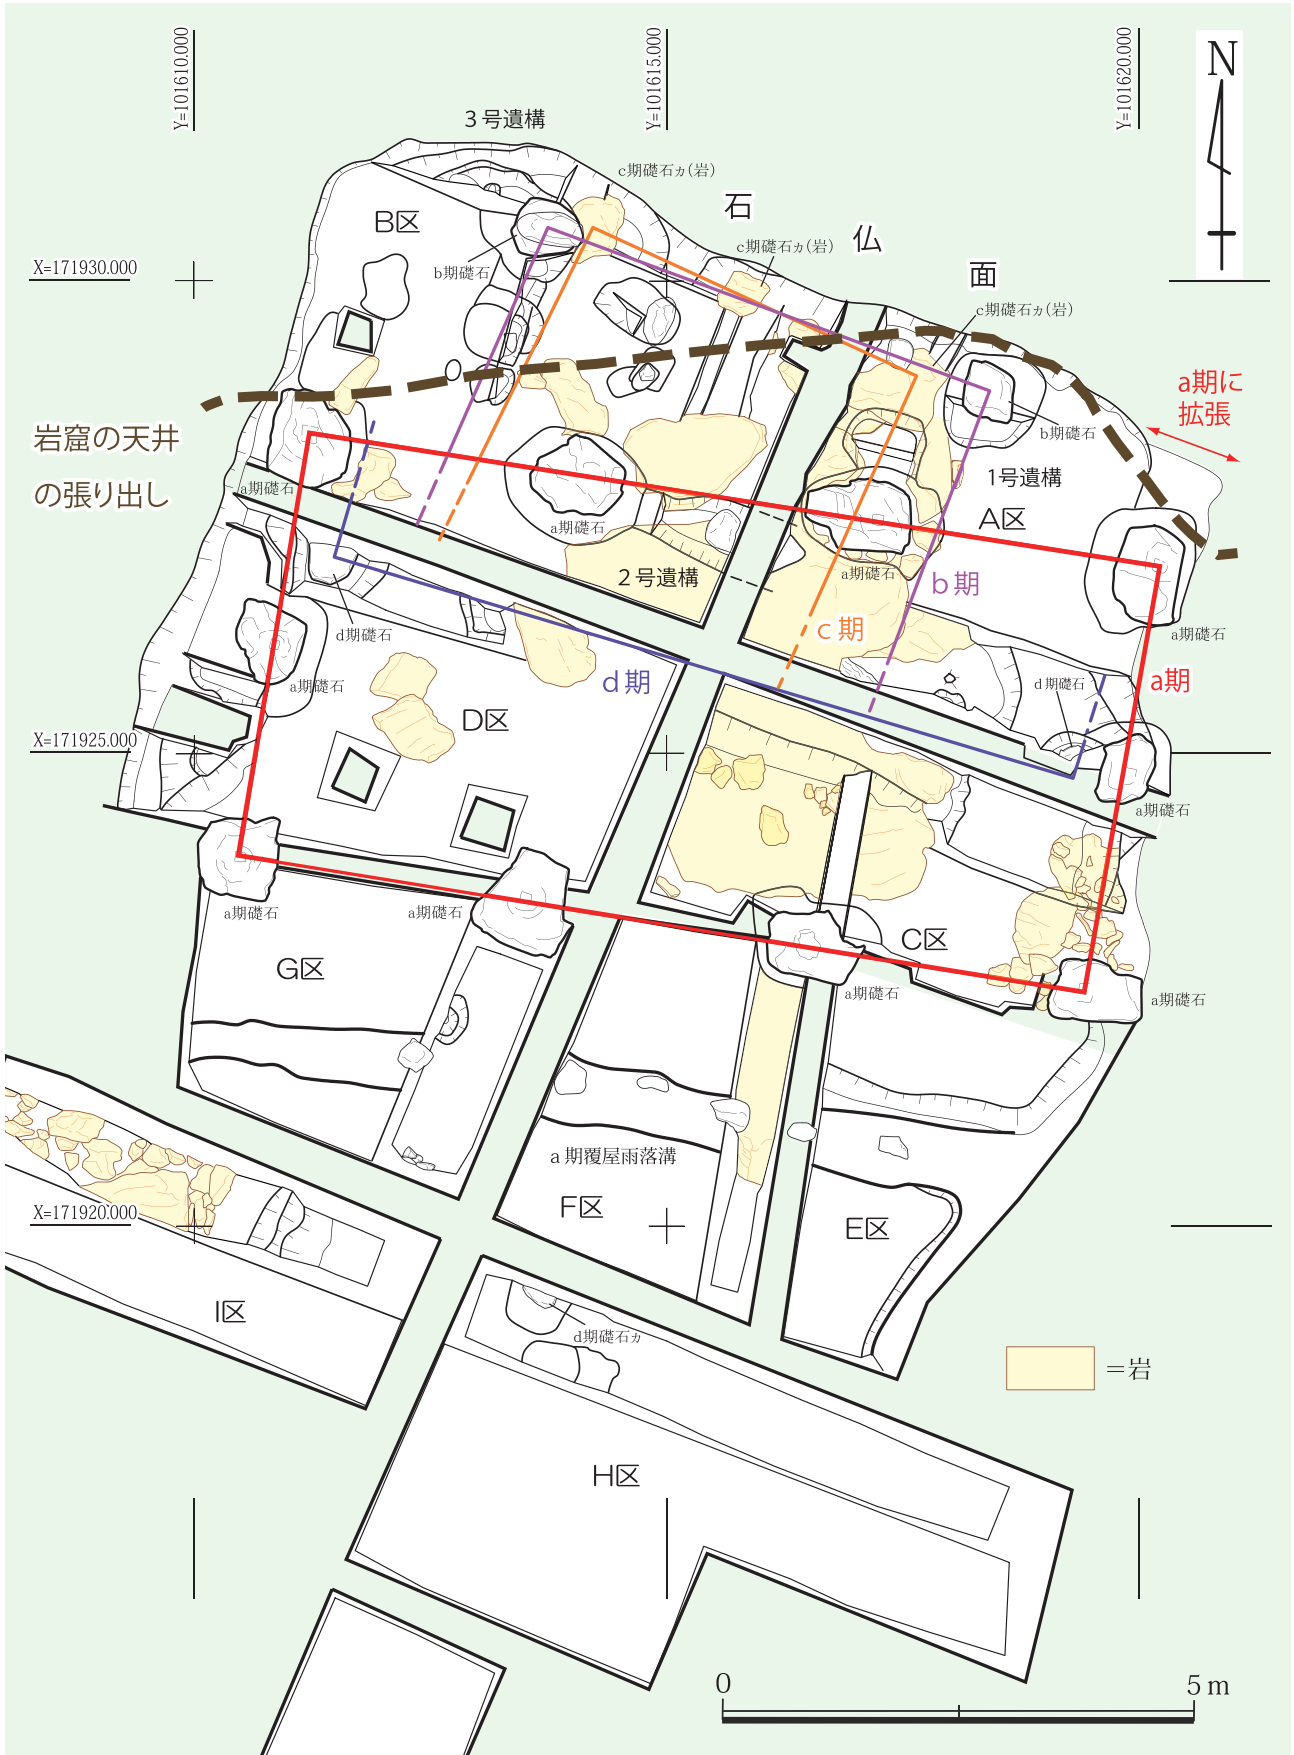 Y=101610.000
Y=101615.000
Y=101620.000
N
3号遺構
c期礎石ヵ(岩)
石仏面
B区
c期礎石ヵ(岩)
b期礎石
X=171930.000
c期礎石ヵ(岩)
a期に
拡張
岩窟の天井
の張り出し
b期礎石
1号遺構
a期礎石
a期礎石
A区
2号遺構
a期礎石
b期
c期
d期礎石
a期礎石
a期礎石
d期
d期礎石
a期
D区
X=171925.000
a期礎石
a期礎石
a期礎石
C区
G区
a期礎石
a期礎石
a期覆屋雨落溝
F区
X=171920.000
E区
I区
d期礎石ヵ
=岩
H区
0
5m